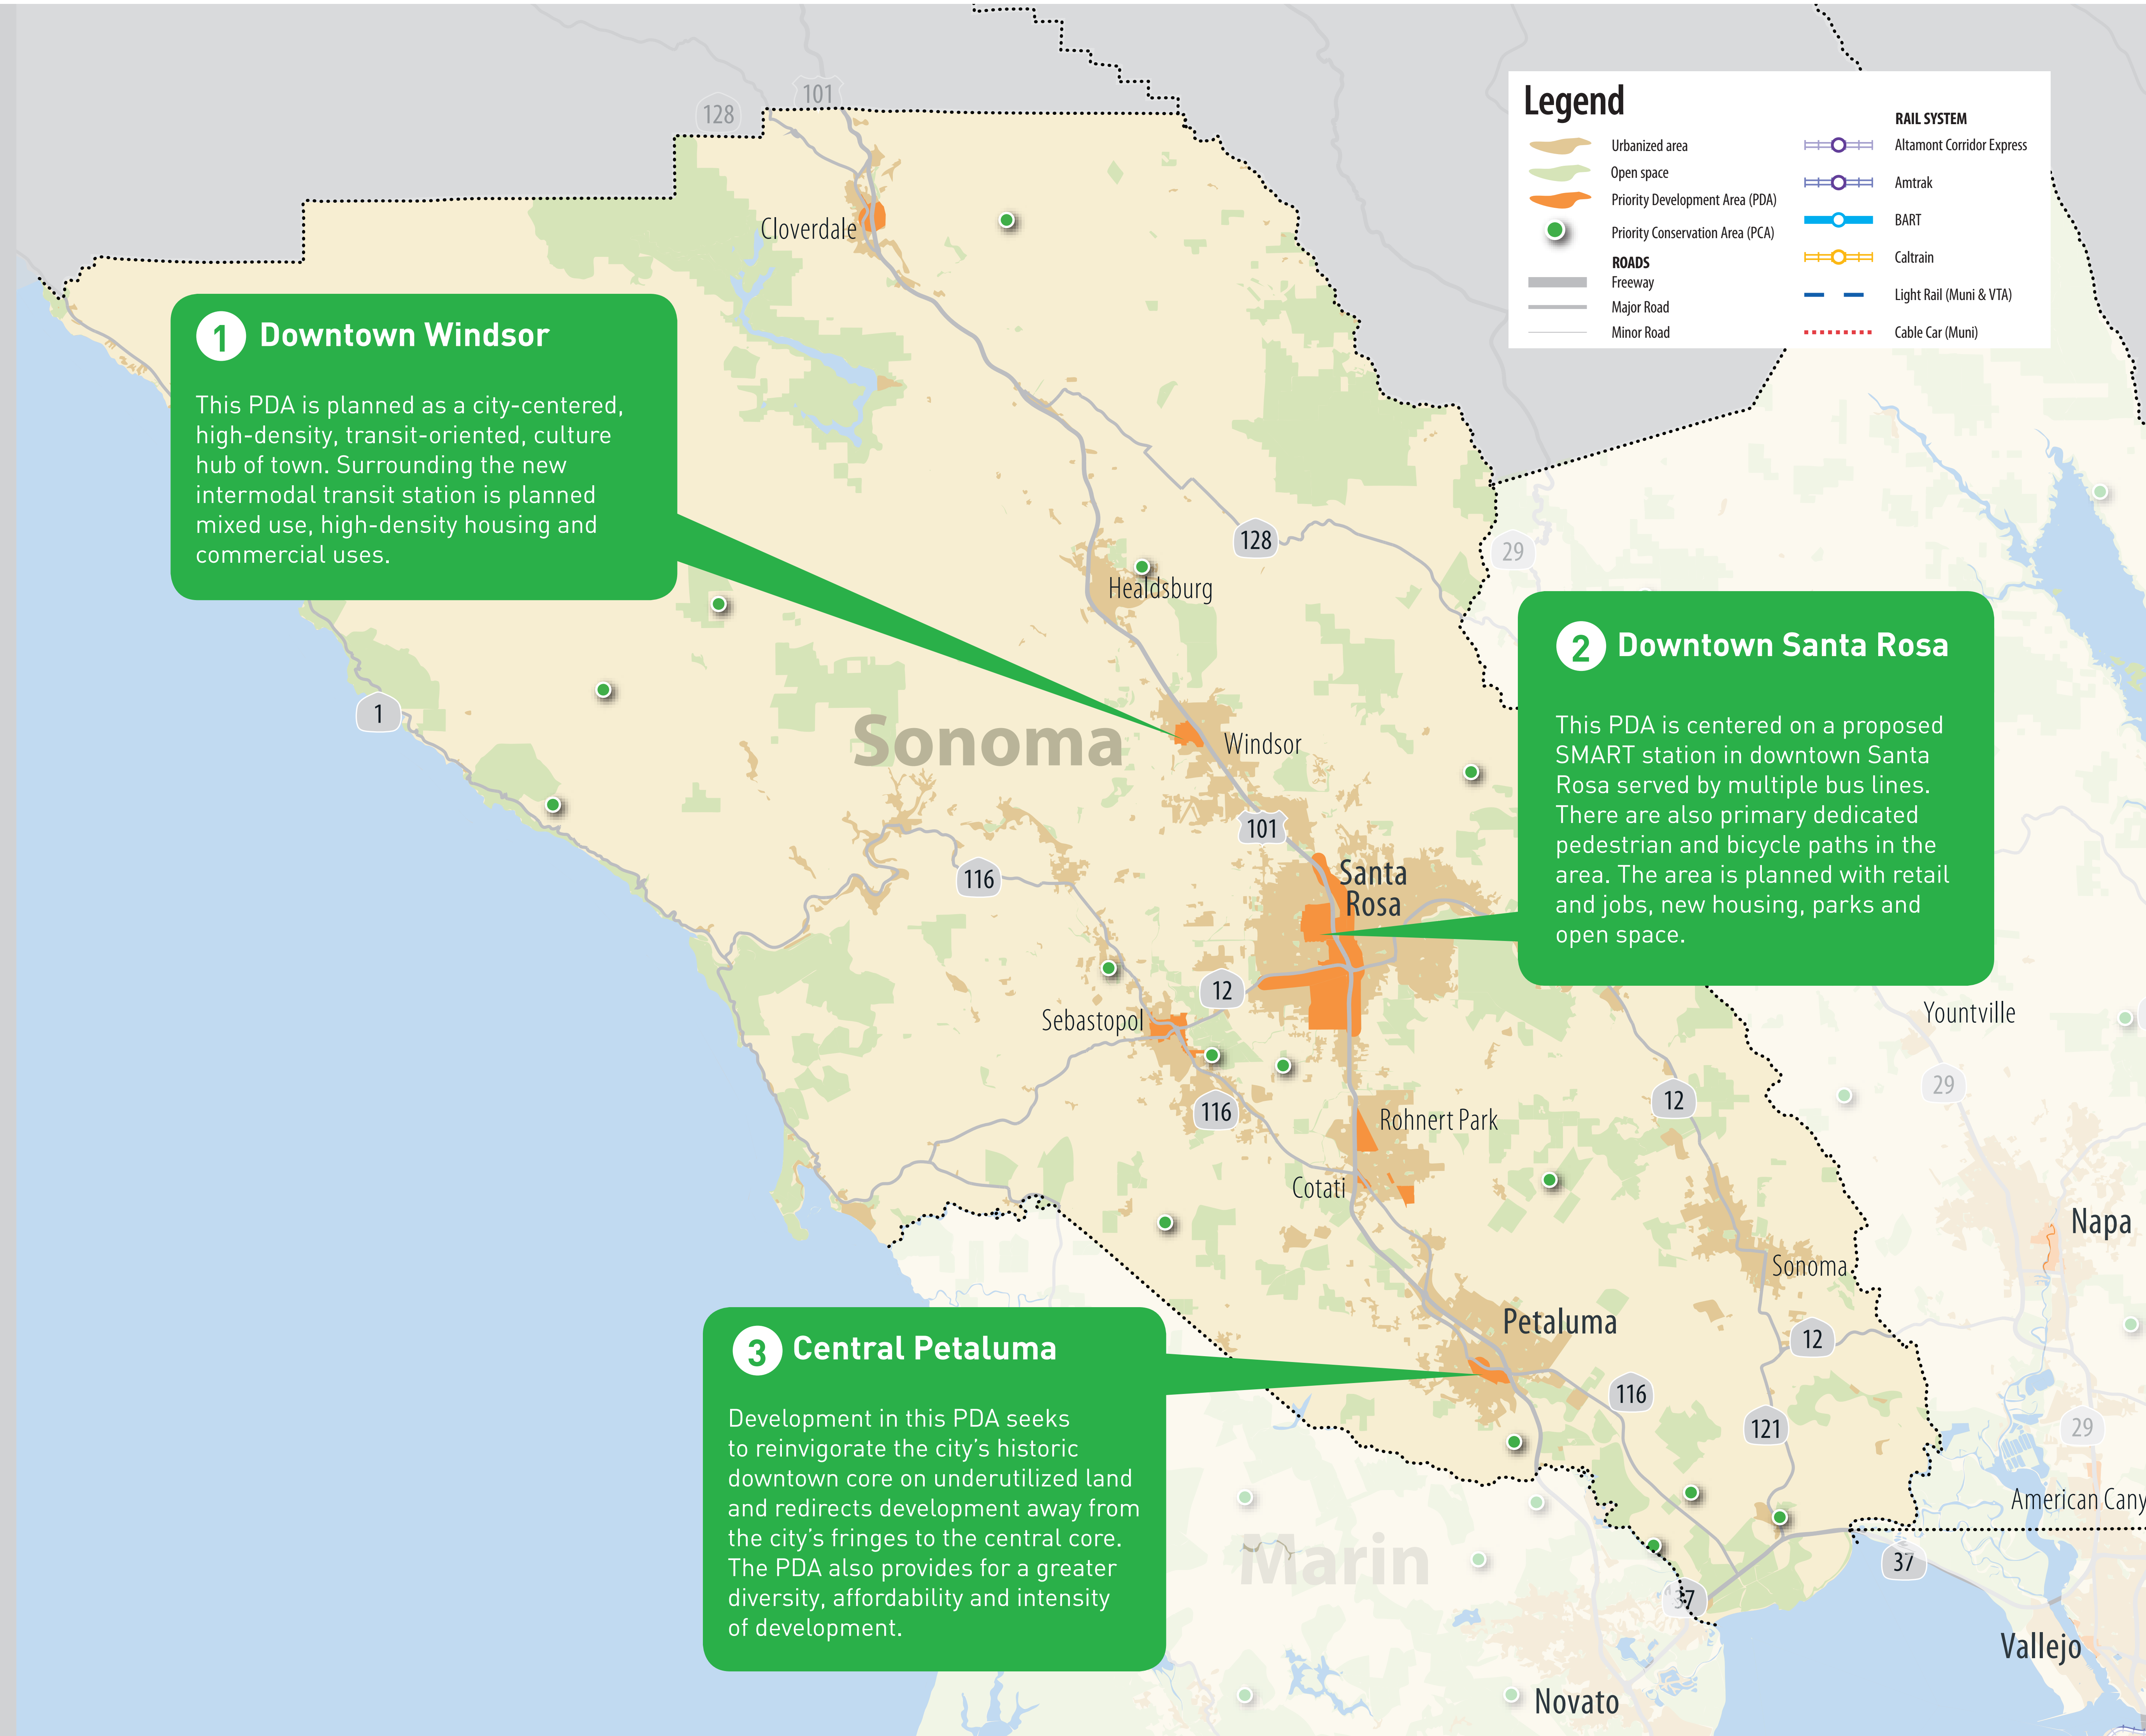 128
101
Legend
Urbanized area
Open space
Priority Development Area (PDA)
Priority Conservation Area (PCA)
ROADS
Freeway
Major Road
Minor Road
RAIL SYSTEM
Altamont Corridor Express
Amtrak
BART
Caltrain
Light Rail (Muni & VTA)
Cable Car (Muni)
Cloverdale
1 Downtown Windsor
This PDA is planned as a city-centered,
high-density, transit-oriented, culture
hub of town. Surrounding the new
intermodal transit station is planned
mixed use, high-density housing and
commercial uses.
128
29
Healdsburg
2 Downtown Santa Rosa
This PDA is centered on a proposed
SMART station in downtown Santa
Rosa served by multiple bus lines.
There are also primary dedicated
pedestrian and bicycle paths in the
area. The area is planned with retail
and jobs, new housing, parks and
open space.
1
Sonoma
Windsor
101
116
Santa
Rosa
12
Sebastopol
Yountville
29
12
116
Rohnert Park
Cotati
Napa
Sonoma
Petaluma
12
3 Central Petaluma
Development in this PDA seeks
to reinvigorate the city's historic
downtown core on underutilized land
and redirects development away from
the city's fringes to the central core.
The PDA also provides for a greater
diversity, affordability and intensity
of development.
116
121
29
American Cany
Marin
37
37
Vallejo
Novato